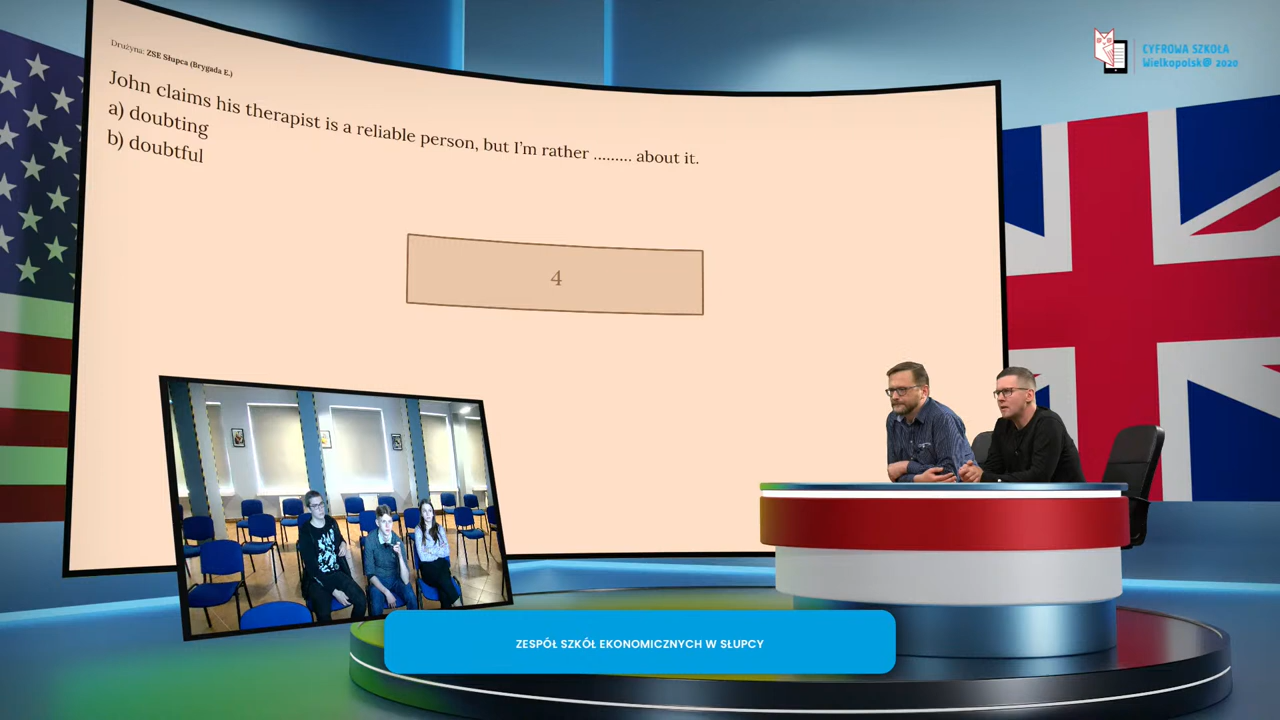 Drużyna: ZSE Słupca (Brygada E.)
John claims his therapist is a reliable person, but I'm rather ......... about it.
a) doubting
b) doubtful
4
CYFROWA SZKOŁA
Wielkopolsk@ 2020
ZESPÓŁ SZKÓŁ EKONOMICZNYCH W SŁUPCY